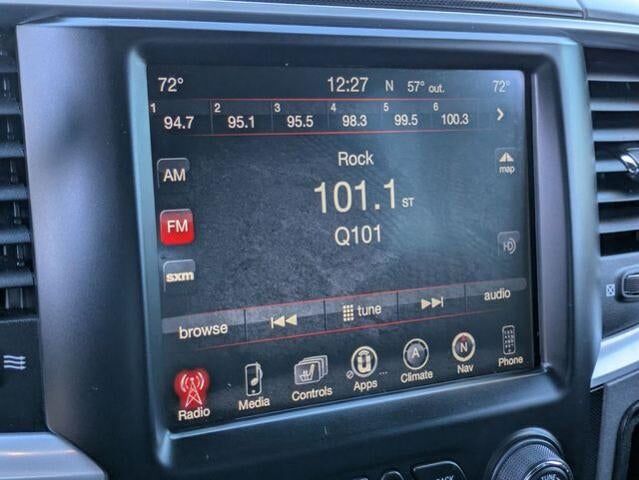 72° 12:27 N 57° out. 72°
1 2 3 4 5 6
94.7 95.1 95.5 98.3 99.5 100.3 >
Rock
AM map
101.1 ST
FM Q101 HD
sxm
browse tune audio
Radio Media Controls Apps A Climate N Nav Phone
TUNE